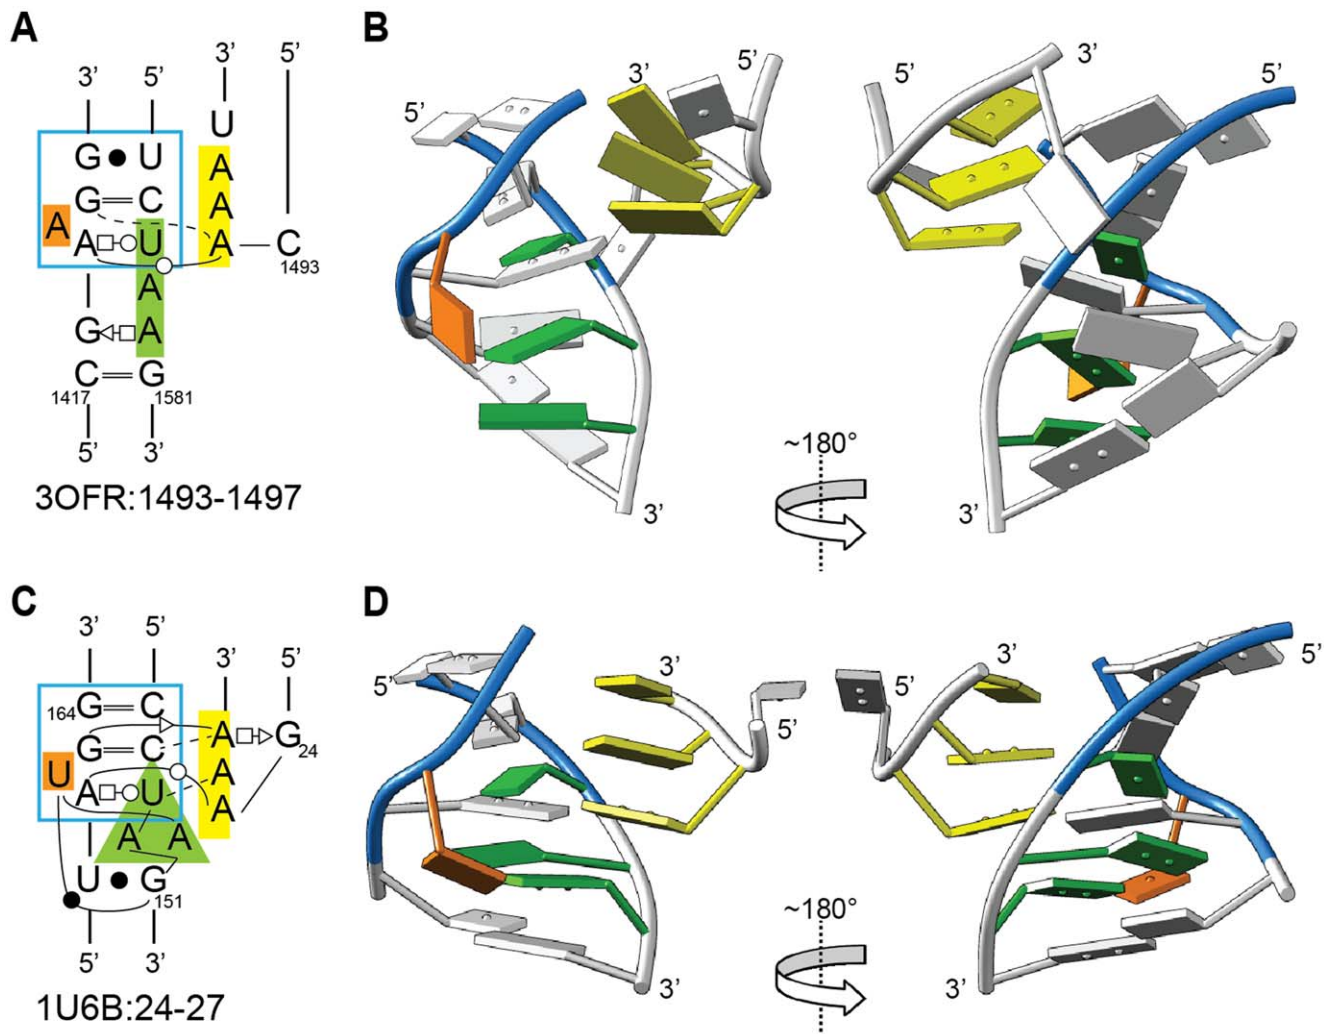 A
3’ 5’ 3’ 5’
U
G U A
G C A
A A U A C
1493
A
G A
C G
1417 1581
5’ 3’
3OFR:1493-1497
B
5’ 3’ 5’
3’
5’ 3’ 5’
3’
~180°
C
3’ 5’ 3’ 5’
164 G C A G 24
G C A
U A U A
A A
U G
151
5’ 3’
1U6B:24-27
D
5’ 3’ 5’
3’
5’ 3’ 5’
3’
~180°